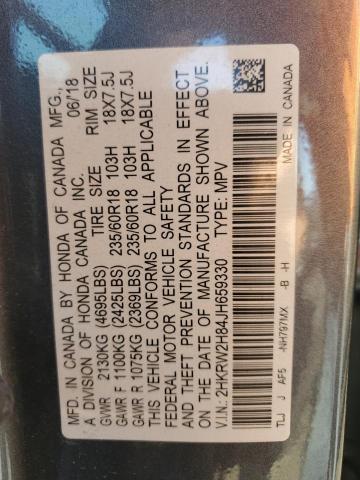 MFD. IN CANADA BY HONDA OF CANADA MFG.,
A DIVISION OF HONDA CANADA INC. 06/18
GVWR 2130KG (4695LBS) TIRE SIZE RIM SIZE
GAWR F 1100KG (2425LBS) 235/60R18 103H 18X7.5J
GAWR R 1075KG (2369LBS) 235/60R18 103H 18X7.5J
THIS VEHICLE CONFORMS TO ALL APPLICABLE
FEDERAL MOTOR VEHICLE SAFETY
AND THEFT PREVENTION STANDARDS IN EFFECT
ON THE DATE OF MANUFACTURE SHOWN ABOVE.
V.I.N.: 2HKRW2H84JH659330 TYPE: MPV
TLJ J AF5 -NH797MX -B -H MADE IN CANADA